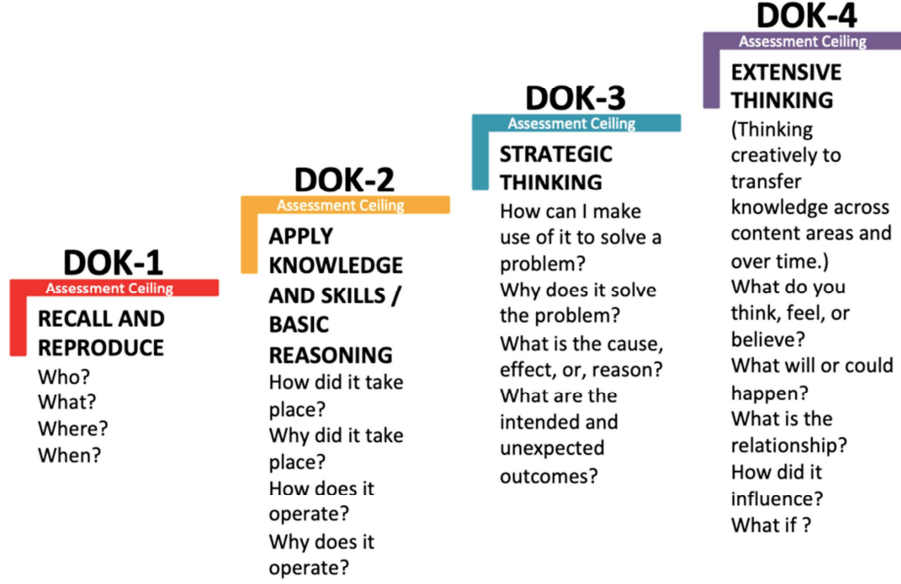 DOK-1
Assessment Ceiling
RECALL AND
REPRODUCE
Who?
What?
Where?
When?
DOK-2
Assessment Ceiling
APPLY
KNOWLEDGE
AND SKILLS /
BASIC
REASONING
How did it take
place?
Why did it take
place?
How does it
operate?
Why does it
operate?
DOK-3
Assessment Ceiling
STRATEGIC
THINKING
How can I make
use of it to solve a
problem?
Why does it solve
the problem?
What is the cause,
effect, or, reason?
What are the
intended and
unexpected
outcomes?
DOK-4
Assessment Ceiling
EXTENSIVE
THINKING
(Thinking
creatively to
transfer
knowledge across
content areas and
over time.)
What do you
think, feel, or
believe?
What will or could
happen?
What is the
relationship?
How did it
influence?
What if ?